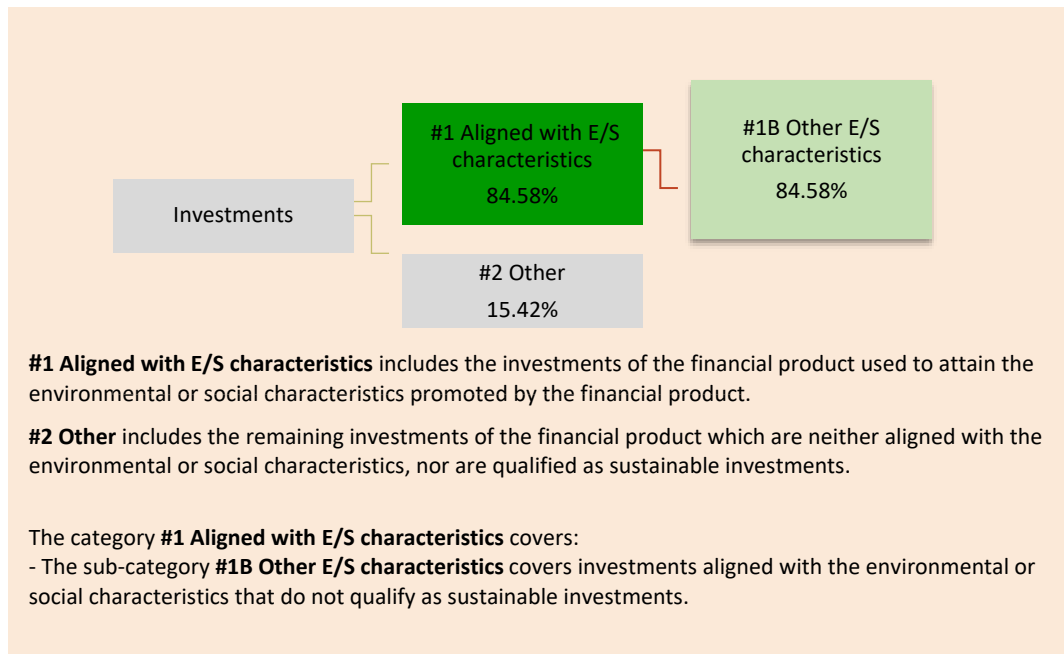 #1 Aligned with E/S
characteristics
84.58%
#1B Other E/S
characteristics
84.58%
Investments
#2 Other
15.42%
#1 Aligned with E/S characteristics includes the investments of the financial product used to attain the
environmental or social characteristics promoted by the financial product.
#2 Other includes the remaining investments of the financial product which are neither aligned with the
environmental or social characteristics, nor are qualified as sustainable investments.
The category #1 Aligned with E/S characteristics covers:
- The sub-category #1B Other E/S characteristics covers investments aligned with the environmental or
social characteristics that do not qualify as sustainable investments.